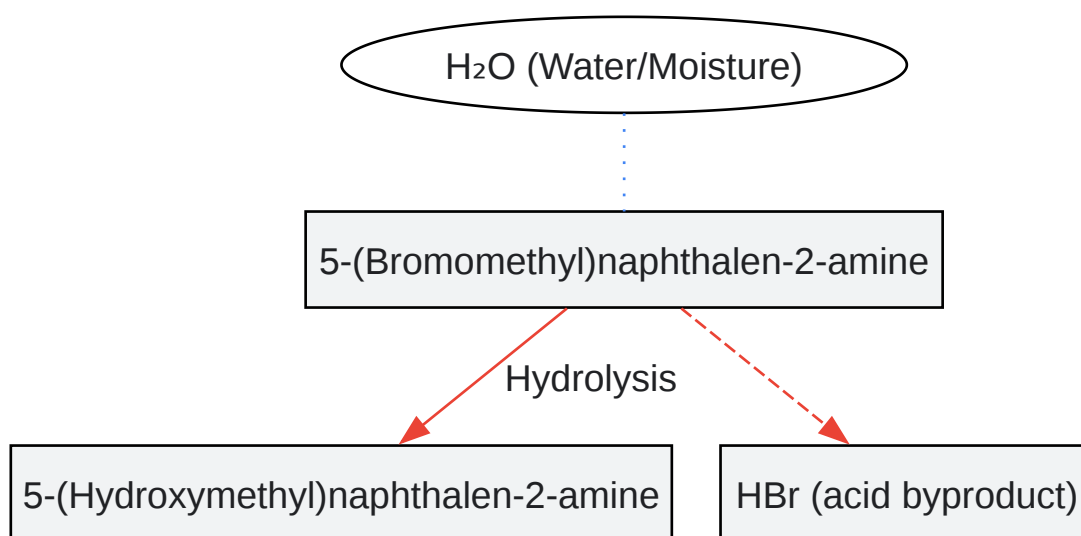 H₂O (Water/Moisture)
5-(Bromomethyl)naphthalen-2-amine
Hydrolysis
5-(Hydroxymethyl)naphthalen-2-amine
HBr (acid byproduct)